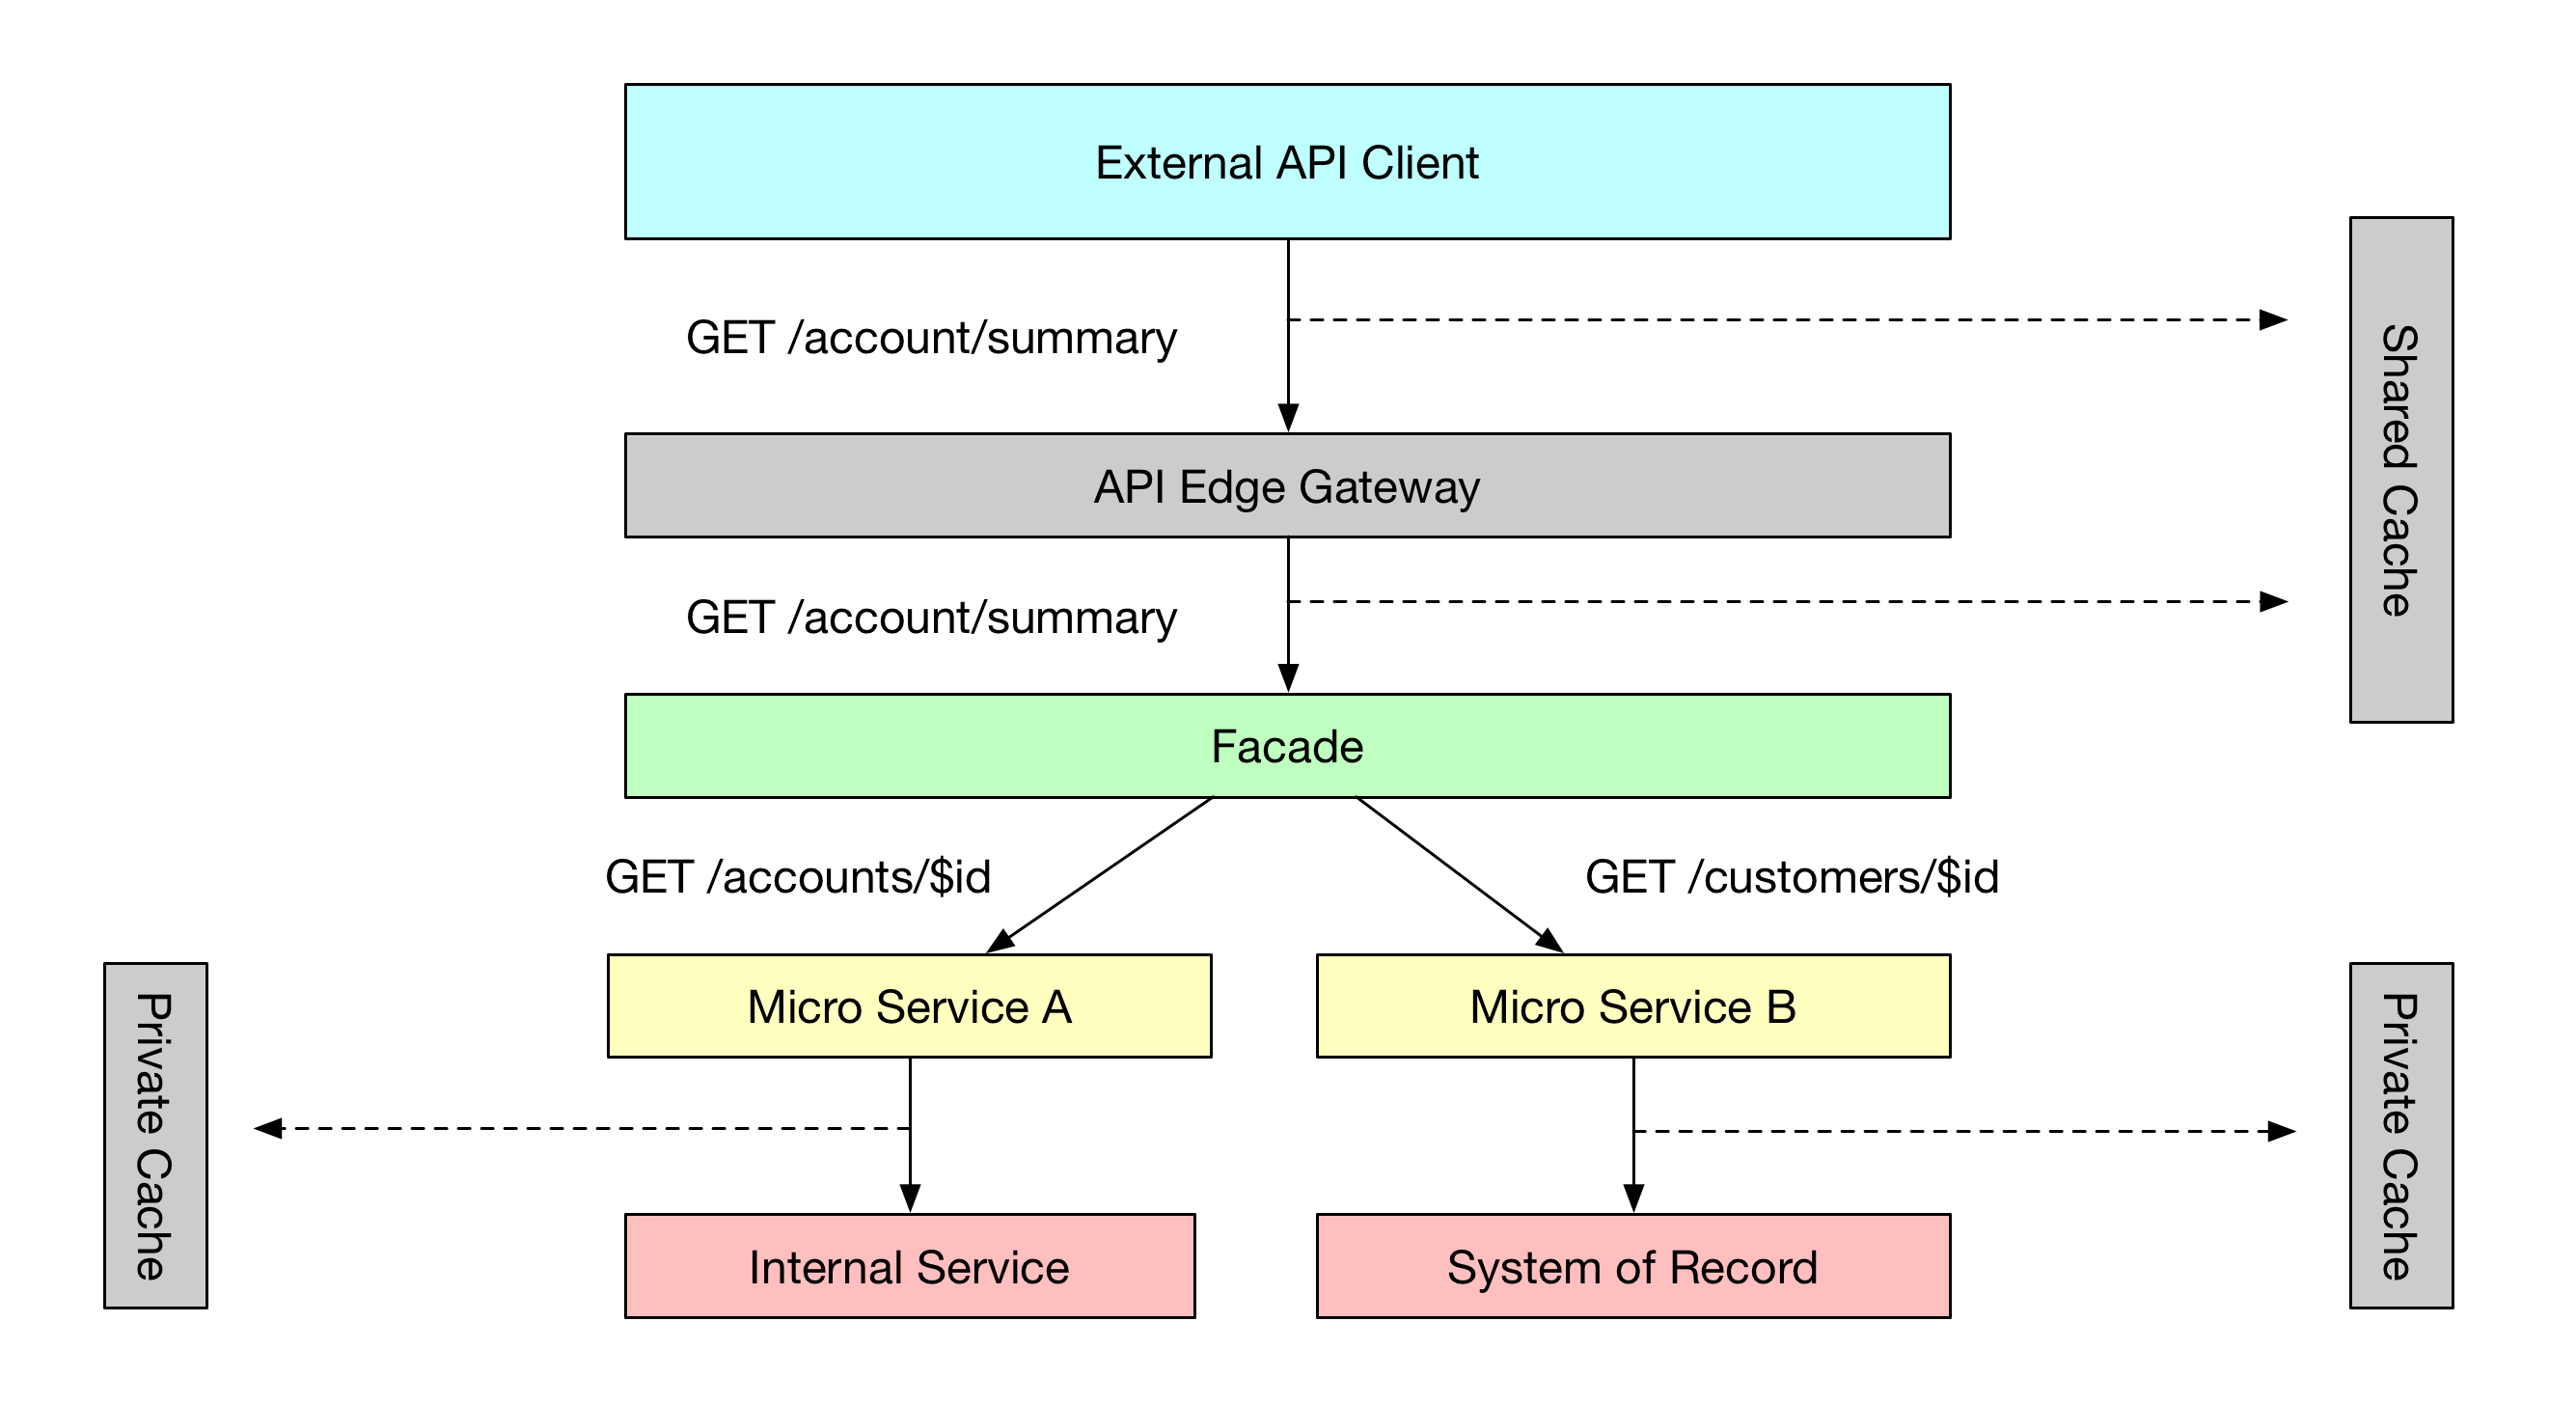 External API Client
GET /account/summary
Shared Cache
API Edge Gateway
GET /account/summary
Facade
GET /accounts/$id
GET /customers/$id
Private Cache
Micro Service A
Micro Service B
Private Cache
Internal Service
System of Record